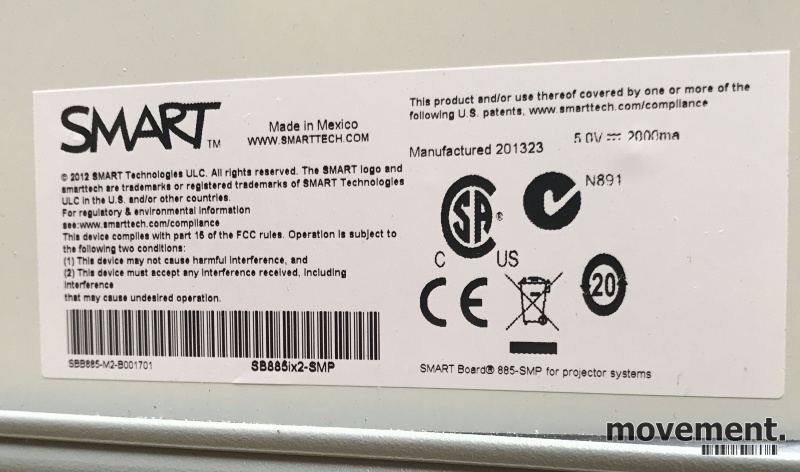 SMART™
Made in Mexico
WWW.SMARTTECH.COM
© 2012 SMART Technologies ULC. All rights reserved. The SMART logo and
smarttech are trademarks or registered trademarks of SMART Technologies
ULC in the U.S. and/or other countries.
For regulatory & environmental information
see:www.smarttech.com/compliance
This device complies with part 15 of the FCC rules. Operation is subject to
the following two conditions:
(1) This device may not cause harmful interference, and
(2) This device must accept any interference received, including
interference
that may cause undesired operation.
SBB885-M2-B001701
SB885ix2-SMP
This product and/or use thereof covered by one or more of the
following U.S. patents, www.smarttech.com/compliance
Manufactured 201323
5.0V ⎓ 2000ma
SA®
C US
N891
CE
20
SMART Board® 885-SMP for projector systems
movement.